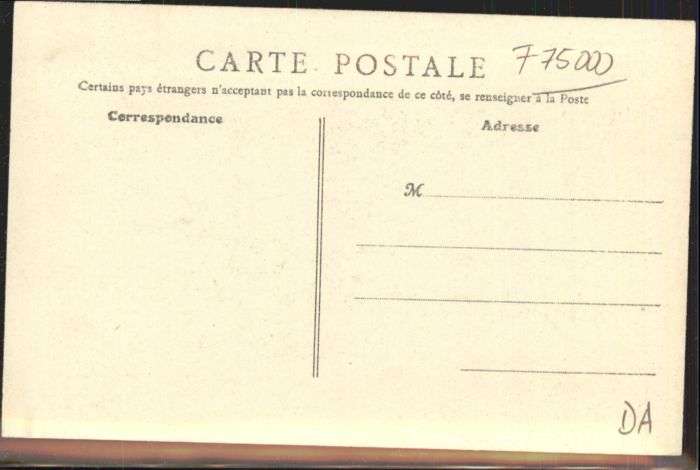 CARTE POSTALE 775000
Certains pays étrangers n'acceptant pas la correspondance de ce côté, se renseigner à la Poste
Correspondance
Adresse
M
DA